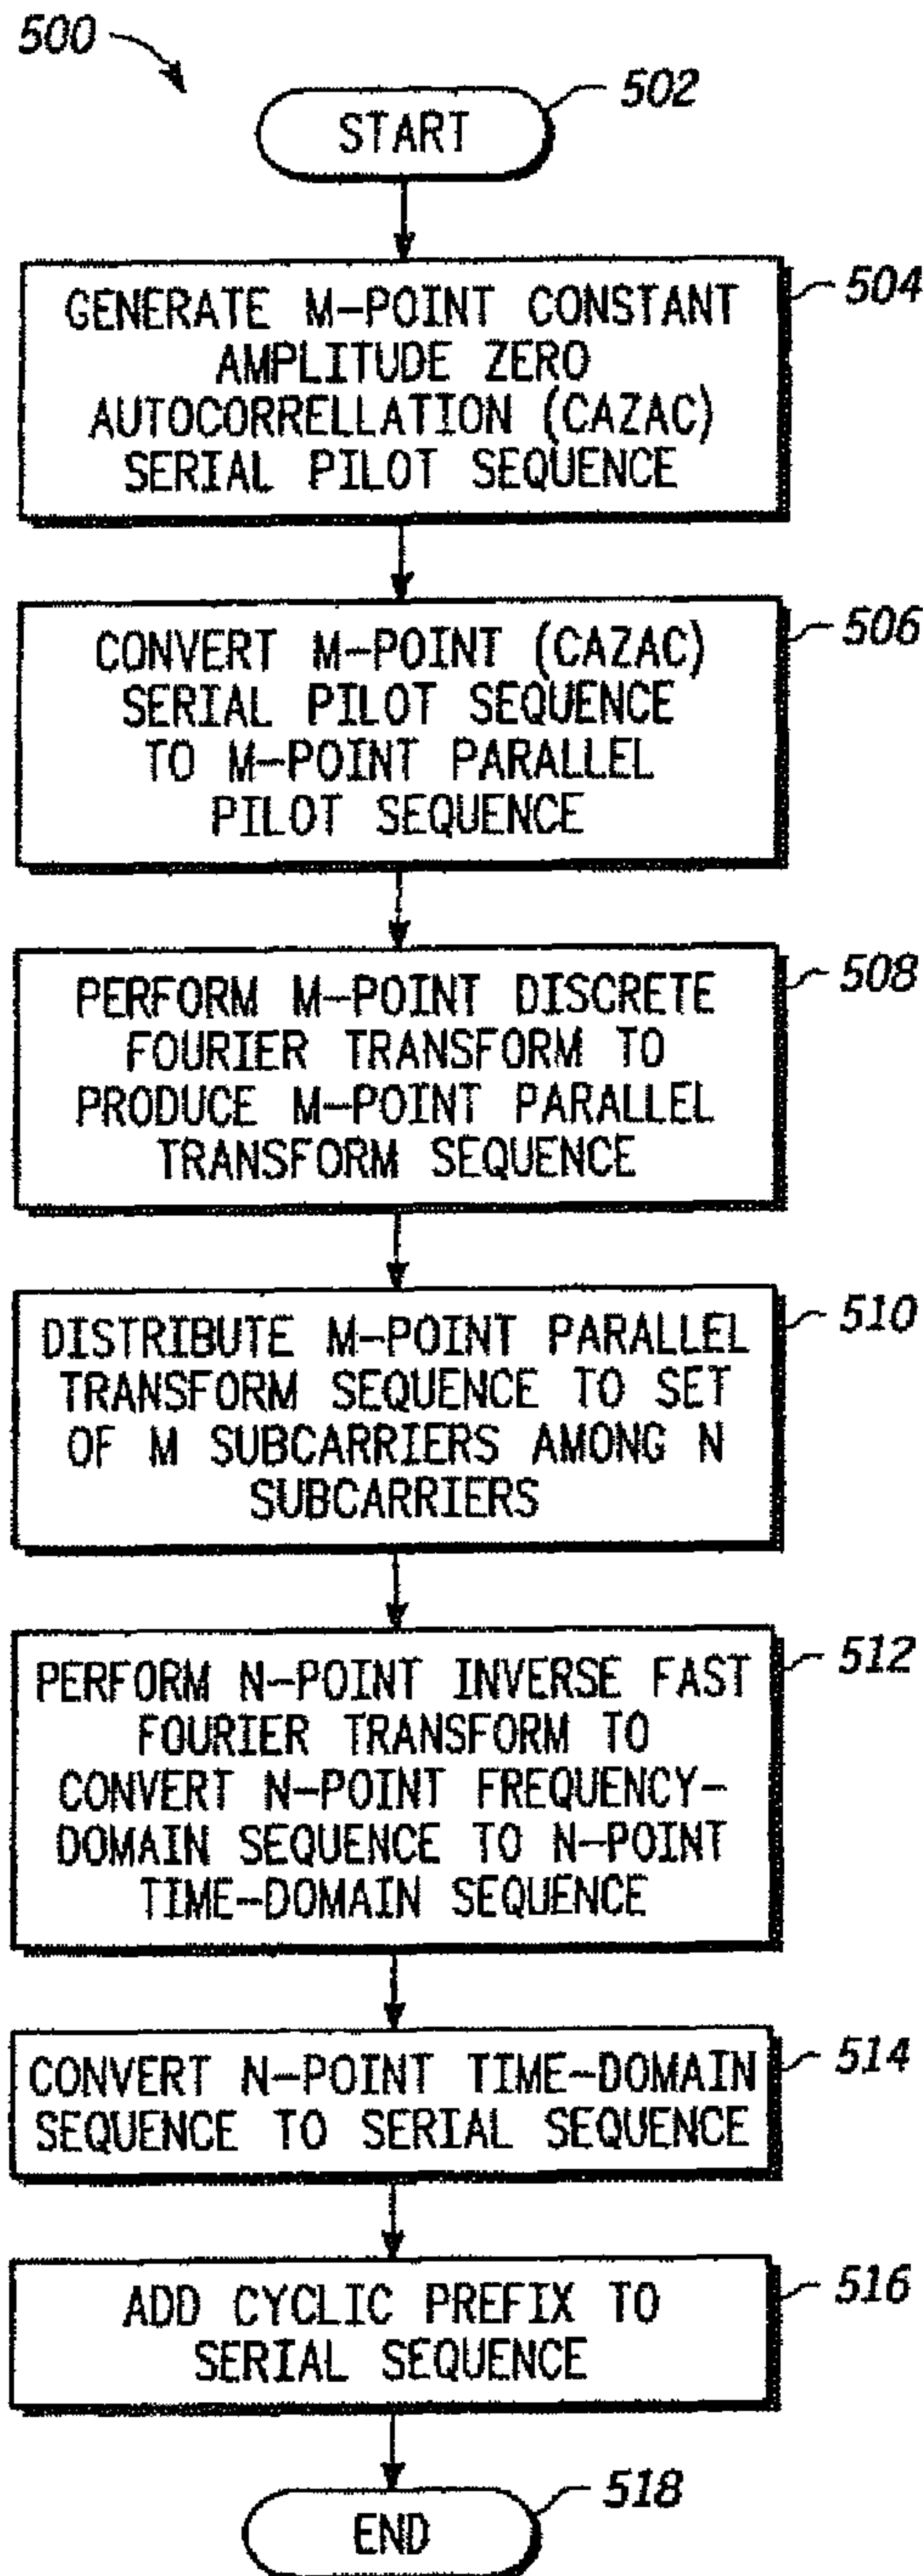 500
START
502
GENERATE M-POINT CONSTANT
AMPLITUDE ZERO
AUTOCORRELLATION (CAZAC)
SERIAL PILOT SEQUENCE
504
CONVERT M-POINT (CAZAC)
SERIAL PILOT SEQUENCE
TO M-POINT PARALLEL
PILOT SEQUENCE
506
PERFORM M-POINT DISCRETE
FOURIER TRANSFORM TO
PRODUCE M-POINT PARALLEL
TRANSFORM SEQUENCE
508
DISTRIBUTE M-POINT PARALLEL
TRANSFORM SEQUENCE TO SET
OF M SUBCARRIERS AMONG N
SUBCARRIERS
510
PERFORM N-POINT INVERSE FAST
FOURIER TRANSFORM TO
CONVERT N-POINT FREQUENCY-
DOMAIN SEQUENCE TO N-POINT
TIME-DOMAIN SEQUENCE
512
CONVERT N-POINT TIME-DOMAIN
SEQUENCE TO SERIAL SEQUENCE
514
ADD CYCLIC PREFIX TO
SERIAL SEQUENCE
516
END
518